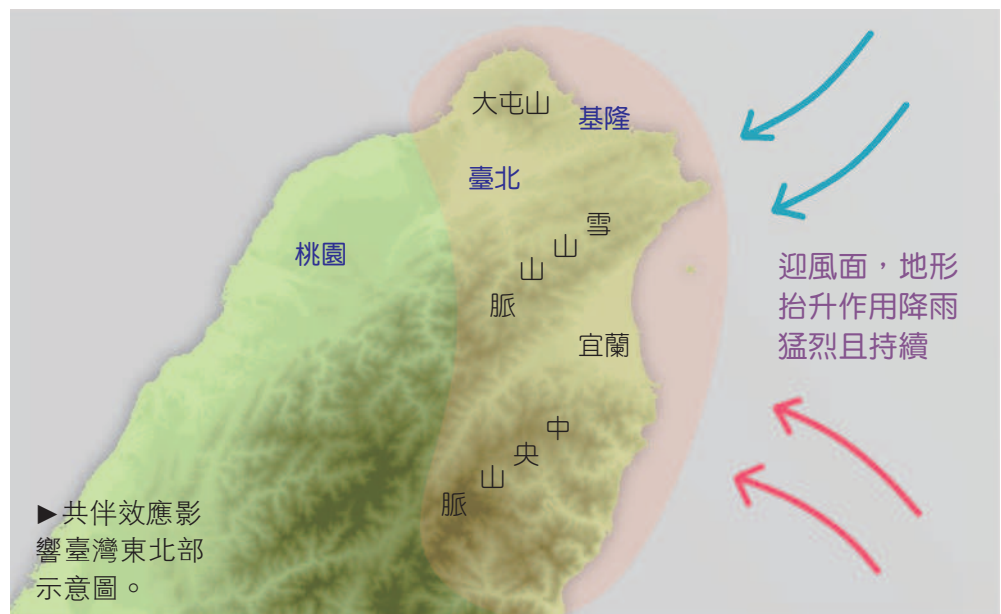 大屯山
基隆
臺北
桃園
雪山山脈
宜蘭
中央山脈
迎風面，地形
抬升作用降雨
猛烈且持續
►共伴效應影
響臺灣東北部
示意圖。